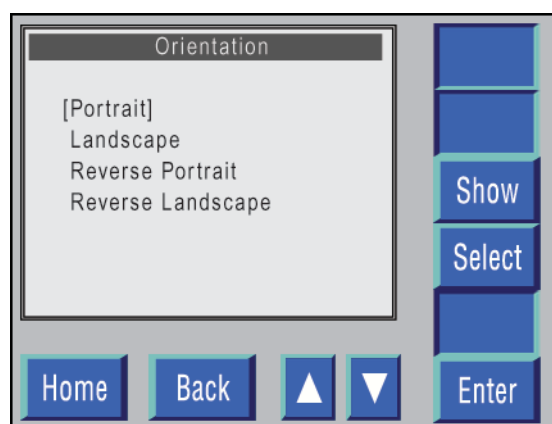 Orientation
[Portrait]
Landscape
Reverse Portrait
Reverse Landscape
Show
Select
Home
Back
Enter